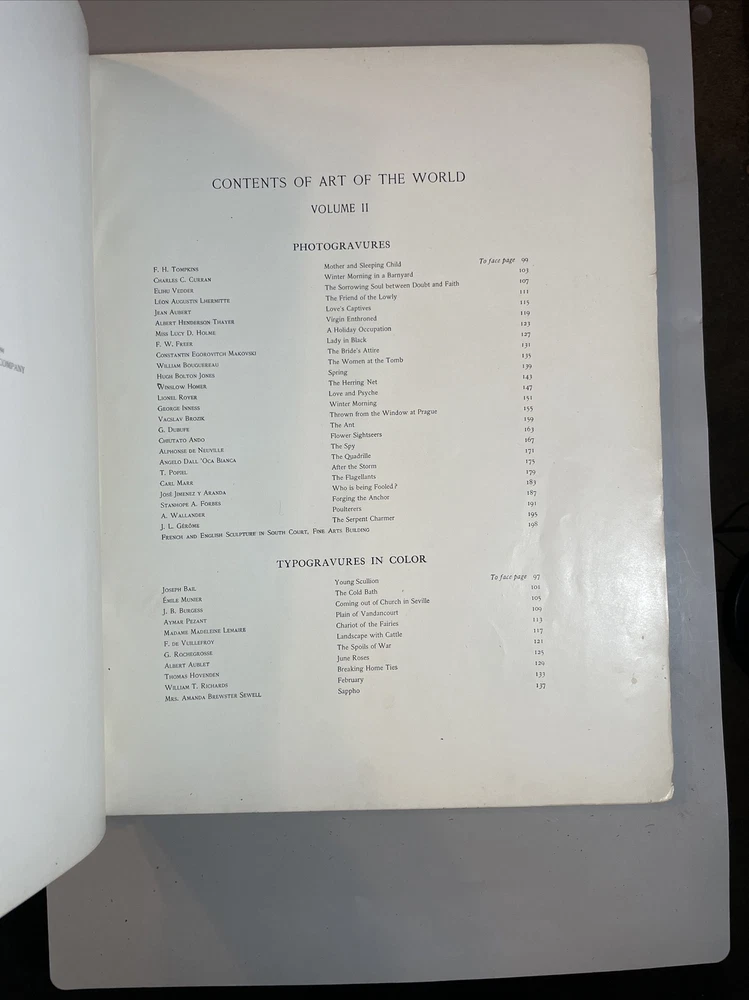 COMPANY
CONTENTS OF ART OF THE WORLD
VOLUME II
PHOTOGRAVURES
F. H. TOMPKINS Mother and Sleeping Child To face page 99
CHARLES C. CURRAN Winter Morning in a Barnyard 103
ELIHU VEDDER The Sorrowing Soul between Doubt and Faith 107
LÉON AUGUSTIN LHERMITTE The Friend of the Lowly 111
JEAN AUBERT Love's Captives 115
ALBERT HENDERSON THAYER Virgin Enthroned 119
MISS LUCY D. HOLME A Holiday Occupation 123
F. W. FREER Lady in Black 127
CONSTANTIN EGOROVITCH MAKOVSKI The Bride's Attire 131
WILLIAM BOUGUEREAU The Women at the Tomb 135
HUGH BOLTON JONES Spring 139
WINSLOW HOMER The Herring Net 143
LIONEL ROYER Love and Psyche 147
GEORGE INNESS Winter Morning 151
VACSLAV BROZIK Thrown from the Window at Prague 155
G. DUBUFE The Ant 159
CHIUTATO ANDO Flower Sightseers 163
ALPHONSE DE NEUVILLE The Spy 167
ANGELO DALL 'OCA BIANCA The Quadrille 171
T. POPIEL After the Storm 175
CARL MARR The Flagellants 179
JOSÉ JIMENEZ Y ARANDA Who is being Fooled? 183
STANHOPE A. FORBES Forging the Anchor 187
A. WALLANDER Poulterers 191
J. L. GÉRÔME The Serpent Charmer 195
FRENCH AND ENGLISH SCULPTURE IN SOUTH COURT, FINE ARTS BUILDING 198
TYPOGRAVURES IN COLOR
JOSEPH BAIL Young Scullion To face page 97
ÉMILE MUNIER The Cold Bath 101
J. B. BURGESS Coming out of Church in Seville 105
AYMAR PEZANT Plain of Vandancourt 109
MADAME MADELEINE LEMAIRE Chariot of the Fairies 113
F. DE VUILLEFROY Landscape with Cattle 117
G. ROCHEGROSSE The Spoils of War 121
ALBERT AUBLET June Roses 125
THOMAS HOVENDEN Breaking Home Ties 129
WILLIAM T. RICHARDS February 133
MRS. AMANDA BREWSTER SEWELL Sappho 137